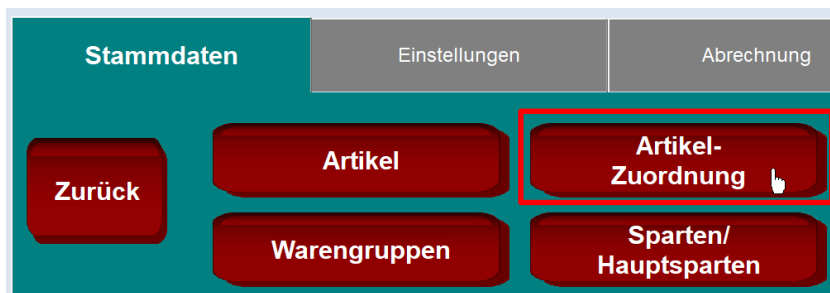 Stammdaten
Einstellungen
Abrechnung
Zurück
Artikel
Artikel-
Zuordnung
Warengruppen
Sparten/
Hauptsparten